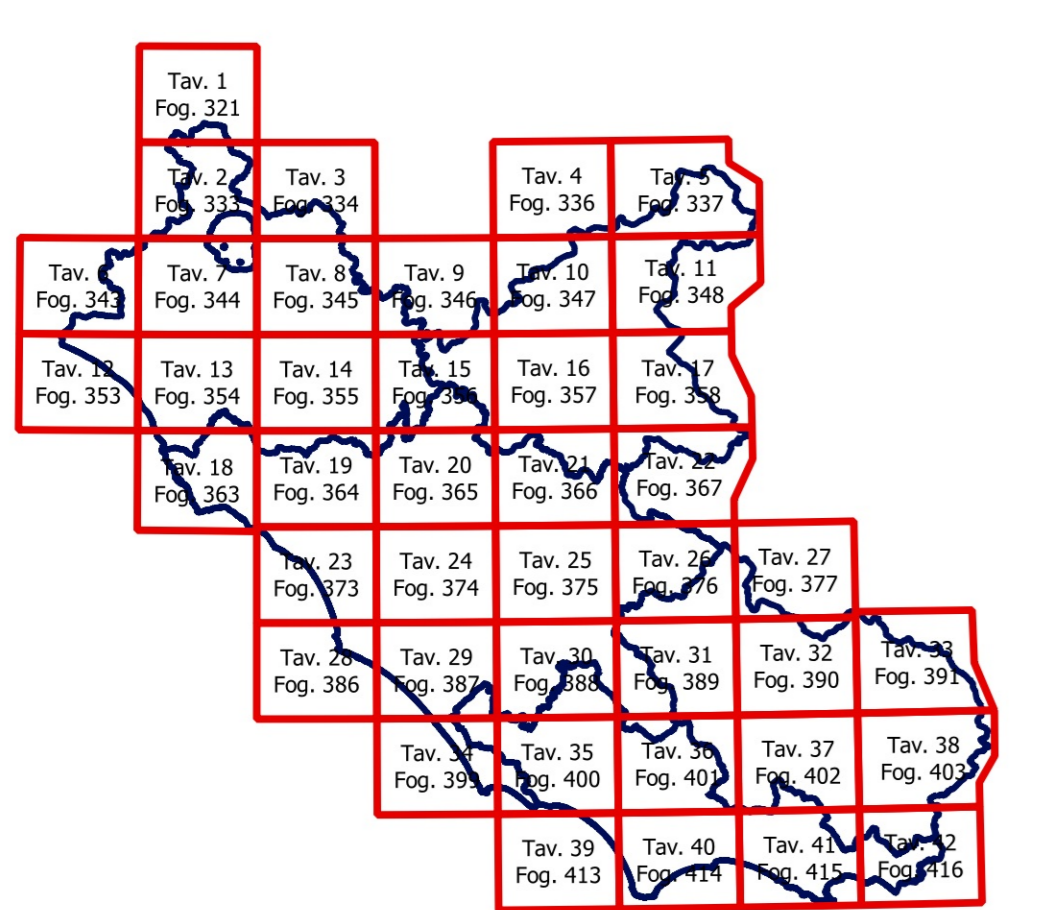 Tav. 1
Fog. 321
Tav. 2
Fog. 333
Tav. 3
Fog. 334
Tav. 4
Fog. 336
Tav. 5
Fog. 337
Tav. 6
Fog. 343
Tav. 7
Fog. 344
Tav. 8
Fog. 345
Tav. 9
Fog. 346
Tav. 10
Fog. 347
Tav. 11
Fog. 348
Tav. 12
Fog. 353
Tav. 13
Fog. 354
Tav. 14
Fog. 355
Tav. 15
Fog. 356
Tav. 16
Fog. 357
Tav. 17
Fog. 358
Tav. 18
Fog. 363
Tav. 19
Fog. 364
Tav. 20
Fog. 365
Tav. 21
Fog. 366
Tav. 22
Fog. 367
Tav. 23
Fog. 373
Tav. 24
Fog. 374
Tav. 25
Fog. 375
Tav. 26
Fog. 376
Tav. 27
Fog. 377
Tav. 28
Fog. 386
Tav. 29
Fog. 387
Tav. 30
Fog. 388
Tav. 31
Fog. 389
Tav. 32
Fog. 390
Tav. 33
Fog. 391
Tav. 34
Fog. 399
Tav. 35
Fog. 400
Tav. 36
Fog. 401
Tav. 37
Fog. 402
Tav. 38
Fog. 403
Tav. 39
Fog. 413
Tav. 40
Fog. 414
Tav. 41
Fog. 415
Tav. 42
Fog. 416